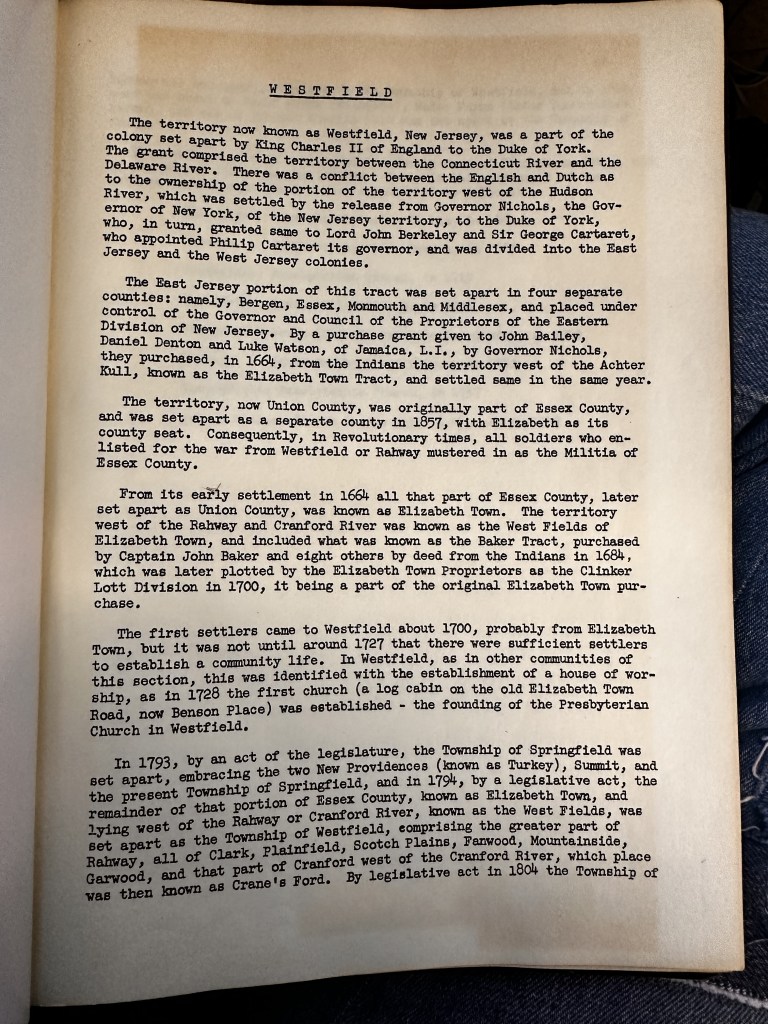 WESTFIELD
The territory now known as Westfield, New Jersey, was a part of the
colony set apart by King Charles II of England to the Duke of York.
The grant comprised the territory between the Connecticut River and the
Delaware River. There was a conflict between the English and Dutch as
to the ownership of the portion of the territory west of the Hudson
River, which was settled by the release from Governor Nichols, the Gov-
ernor of New York, of the New Jersey territory, to the Duke of York,
who, in turn, granted same to Lord John Berkeley and Sir George Cartaret,
who appointed Philip Cartaret its governor, and was divided into the East
Jersey and the West Jersey colonies.
The East Jersey portion of this tract was set apart in four separate
counties: namely, Bergen, Essex, Monmouth and Middlesex, and placed under
control of the Governor and Council of the Proprietors of the Eastern
Division of New Jersey. By a purchase grant given to John Bailey,
Daniel Denton and Luke Watson, of Jamaica, L.I., by Governor Nichols,
they purchased, in 1664, from the Indians the territory west of the Achter
Kull, known as the Elizabeth Town Tract, and settled same in the same year.
The territory, now Union County, was originally part of Essex County,
and was set apart as a separate county in 1857, with Elizabeth as its
county seat. Consequently, in Revolutionary times, all soldiers who en-
listed for the war from Westfield or Rahway mustered in as the Militia of
Essex County.
From its early settlement in 1664 all that part of Essex County, later
set apart as Union County, was known as Elizabeth Town. The territory
west of the Rahway and Cranford River was known as the West Fields of
Elizabeth Town, and included what was known as the Baker Tract, purchased
by Captain John Baker and eight others by deed from the Indians in 1684,
which was later plotted by the Elizabeth Town Proprietors as the Clinker
Lott Division in 1700, it being a part of the original Elizabeth Town pur-
chase.
The first settlers came to Westfield about 1700, probably from Elizabeth
Town, but it was not until around 1727 that there were sufficient settlers
to establish a community life. In Westfield, as in other communities of
this section, this was identified with the establishment of a house of wor-
ship, as in 1728 the first church (a log cabin on the old Elizabeth Town
Road, now Benson Place) was established - the founding of the Presbyterian
Church in Westfield.
In 1793, by an act of the legislature, the Township of Springfield was
set apart, embracing the two New Providences (known as Turkey), Summit, and
the present Township of Springfield, and in 1794, by a legislative act, the
remainder of that portion of Essex County, known as Elizabeth Town, and
lying west of the Rahway or Cranford River, known as the West Fields, was
set apart as the Township of Westfield, comprising the greater part of
Rahway, all of Clark, Plainfield, Scotch Plains, Fanwood, Mountainside,
Garwood, and that part of Cranford west of the Cranford River, which place
was then known as Crane's Ford. By legislative act in 1804 the Township of